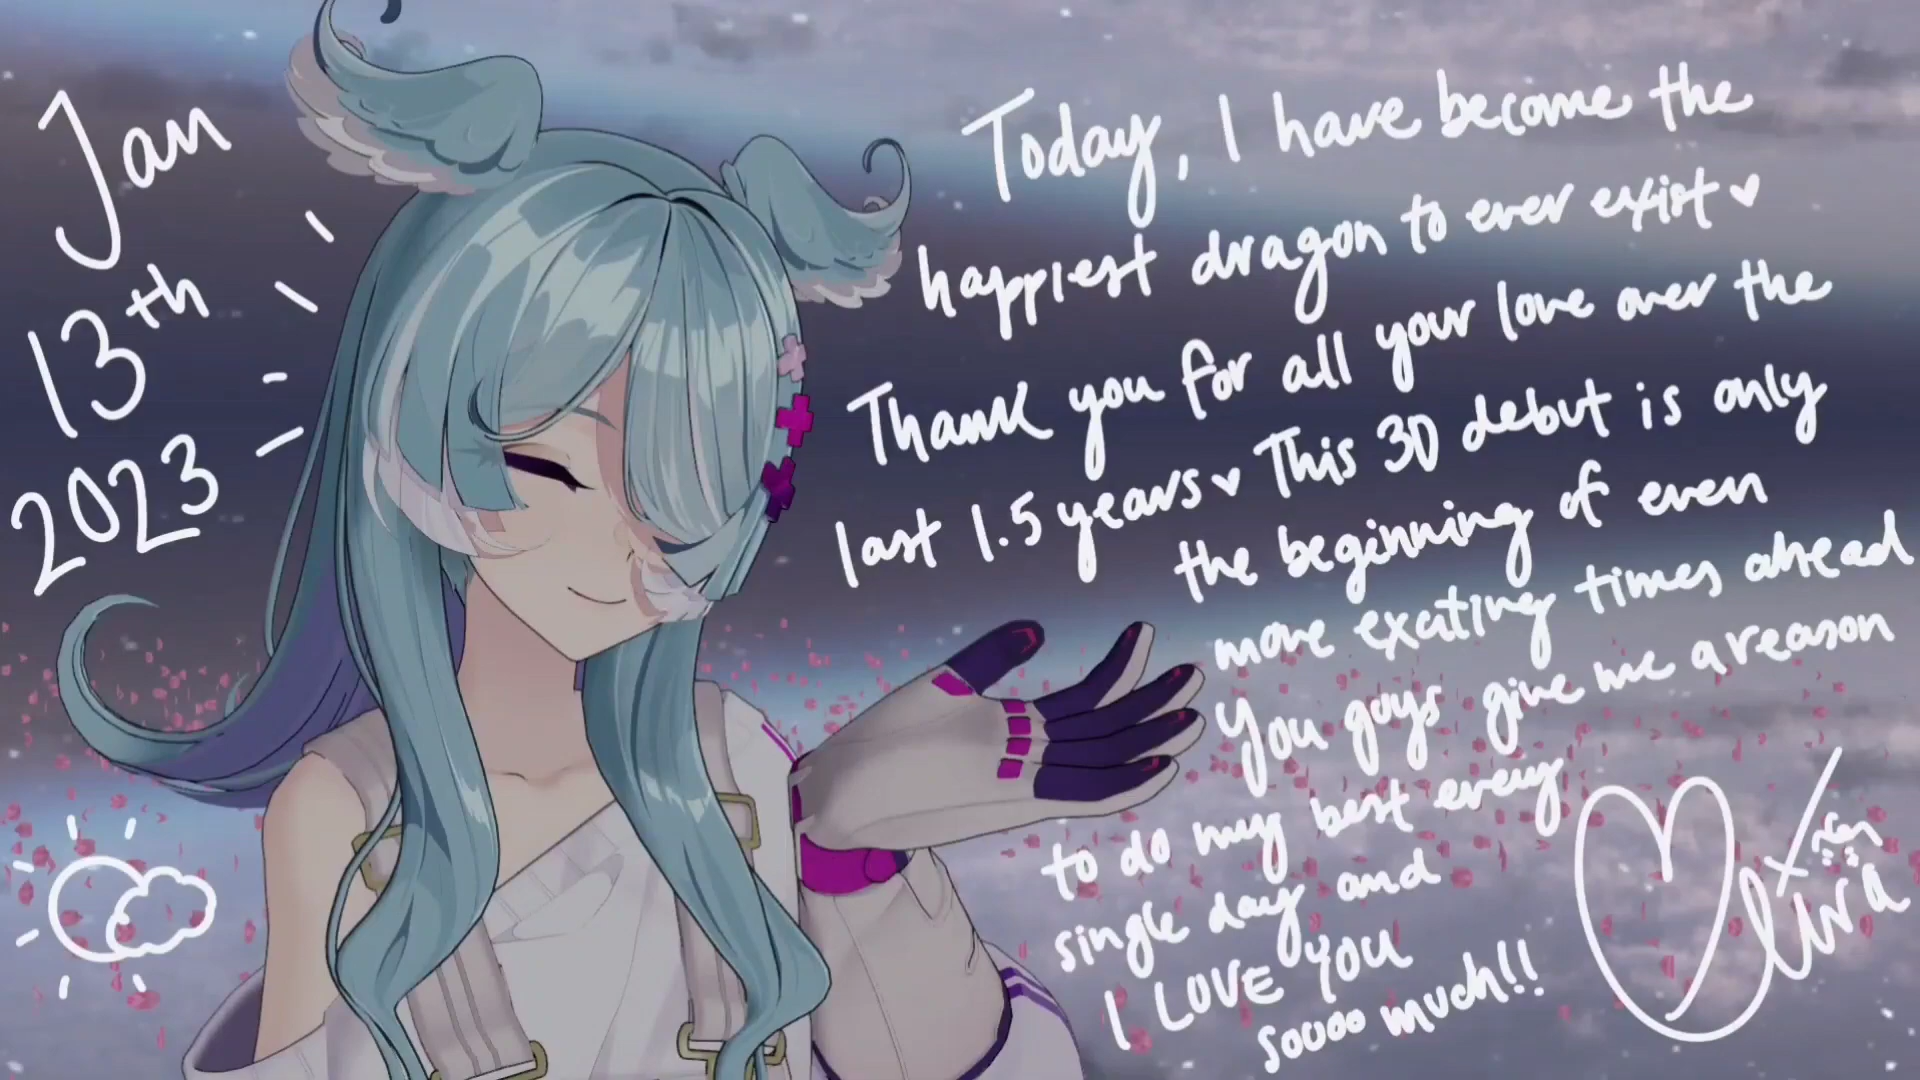 Jan
13th
2023
Today, I have become the
happiest dragon to ever exist ♥
Thank you for all your love over the
last 1.5 years ♥ This 3D debut is only
the beginning of even
more exciting times ahead
You guys give me a reason
to do my best every
single day and
I LOVE YOU
soooo much!!
Elira